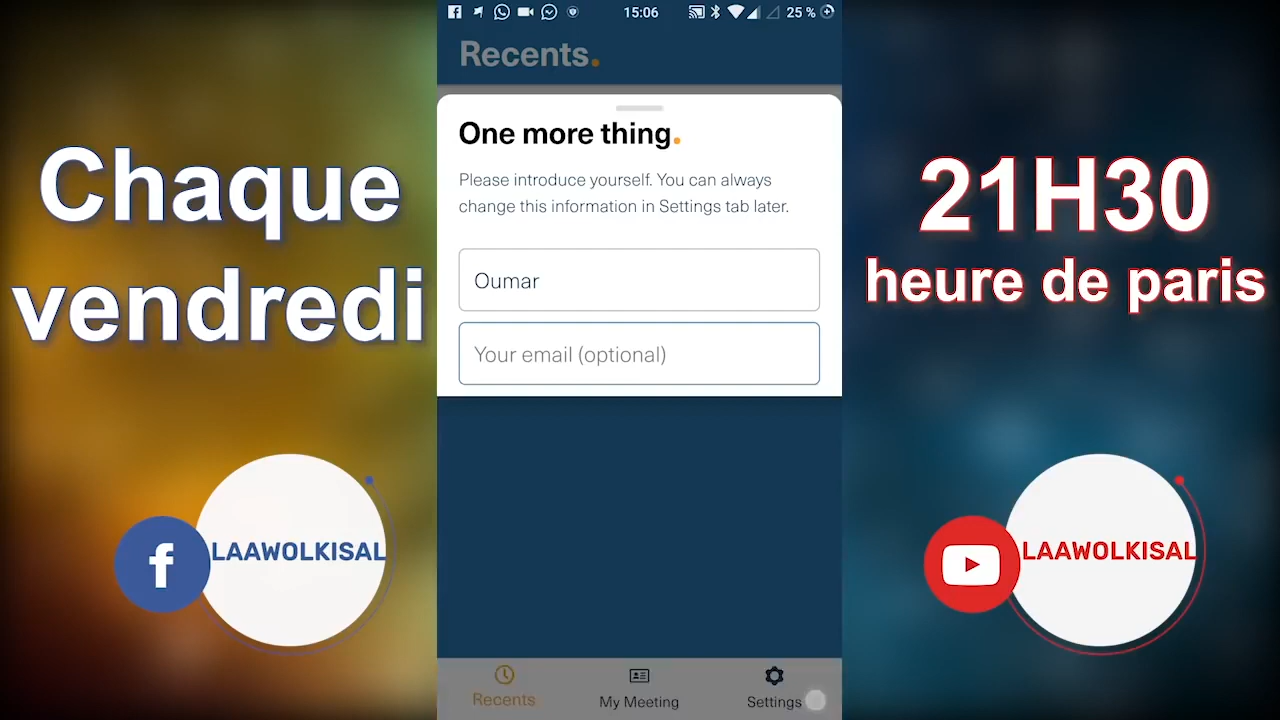 Chaque
vendredi
LAAWOLKISAL
15:06
25 %
Recents.
One more thing.
Please introduce yourself. You can always
change this information in Settings tab later.
Oumar
Your email (optional)
Recents
My Meeting
Settings
21H30
heure de paris
LAAWOLKISAL